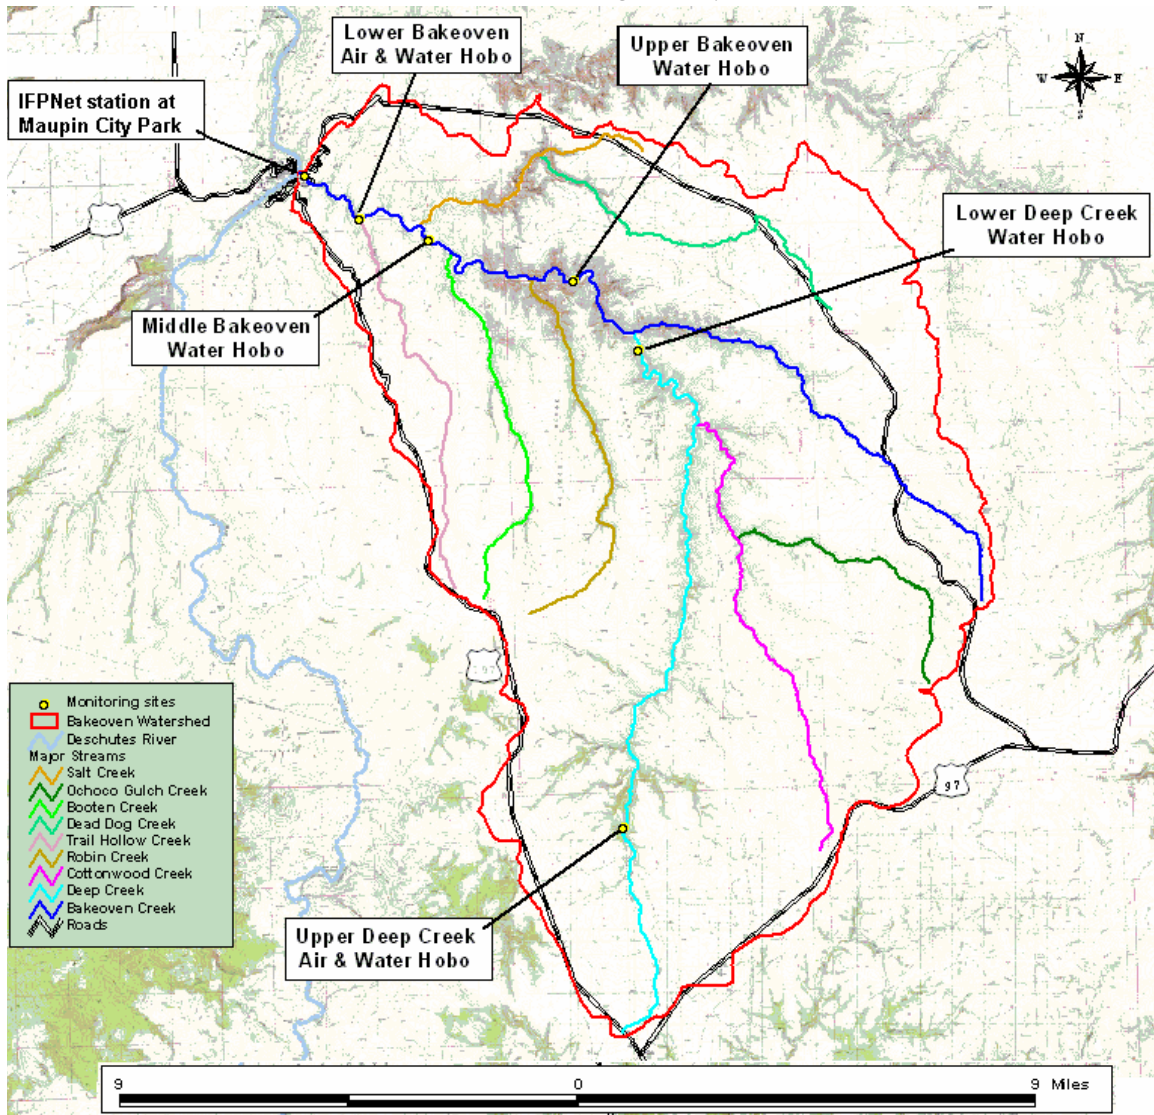 Lower Bakeoven
Air & Water Hobo
Upper Bakeoven
Water Hobo
IFPNet station at
Maupin City Park
N
W
E
S
Lower Deep Creek
Water Hobo
Middle Bakeoven
Water Hobo
Monitoring sites
Bakeoven Watershed
Deschutes River
Major Streams
Salt Creek
Ochoco Gulch Creek
Booten Creek
Dead Dog Creek
Trail Hollow Creek
Robin Creek
Cottonwood Creek
Deep Creek
Bakeoven Creek
Roads
97
Upper Deep Creek
Air & Water Hobo
9 0 9 Miles